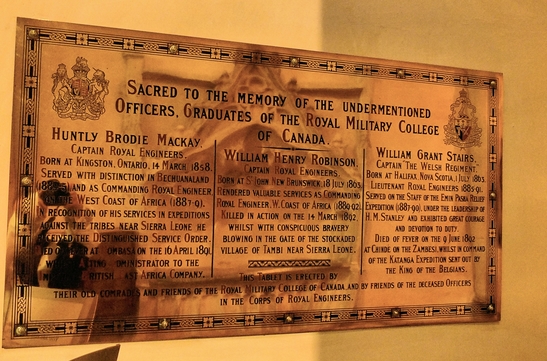 SACRED TO THE MEMORY OF THE UNDERMENTIONED
OFFICERS, GRADUATES OF THE ROYAL MILITARY COLLEGE
OF CANADA.
HUNTLY BRODIE MACKAY,
CAPTAIN ROYAL ENGINEERS.
BORN AT KINGSTON, ONTARIO, 14 MARCH, 1858.
SERVED WITH DISTINCTION IN BECHUANALAND
AND AS COMMANDING ROYAL ENGINEER
WEST COAST OF AFRICA (1887-9).
IN RECOGNITION OF HIS SERVICES IN EXPEDITIONS
AGAINST THE TRIBES NEAR SIERRA LEONE HE
THE DISTINGUISHED SERVICE ORDER.
THE 16 APRIL 1891
TO THE
AFRICA COMPANY.
WILLIAM HENRY ROBINSON,
CAPTAIN ROYAL ENGINEERS.
BORN AT ST JOHN NEW BRUNSWICK 18 JULY 1863.
RENDERED VALUABLE SERVICES AS COMMANDING
ROYAL ENGR. W. COAST OF AFRICA (1889-92).
KILLED IN ACTION ON THE 14 MARCH 1892,
WHILST WITH CONSPICUOUS BRAVERY
BLOWING IN THE GATE OF THE STOCKADED
VILLAGE OF TAMBI NEAR SIERRA LEONE.
WILLIAM GRANT STAIRS,
CAPTAIN THE WELSH REGIMENT.
BORN AT HALIFAX, NOVA SCOTIA, 1 JULY 1863.
LIEUTENANT ROYAL ENGINEERS 1885-91.
SERVED ON THE STAFF OF THE EMIN PASHA RELIEF
EXPEDITION (1887-90), UNDER THE LEADERSHIP OF
H.M. STANLEY AND EXHIBITED GREAT COURAGE
AND DEVOTION TO DUTY.
DIED OF FEVER ON THE 9 JUNE 1892
AT CHINDE ON THE ZAMBESI, WHILST IN COMMAND
OF THE KATANGA EXPEDITION SENT OUT BY
THE KING OF THE BELGIANS.
THIS TABLET IS ERECTED BY
THEIR OLD COMRADES AND FRIENDS OF THE ROYAL MILITARY COLLEGE OF CANADA AND BY FRIENDS OF THE DECEASED OFFICERS
IN THE CORPS OF ROYAL ENGINEERS.